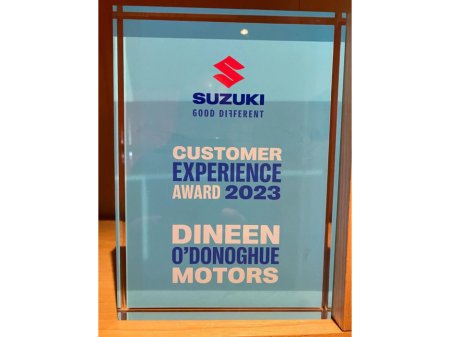 SUZUKI
GOOD DIFFERENT
CUSTOMER
EXPERIENCE
AWARD 2023
DINEEN
O'DONOGHUE
MOTORS